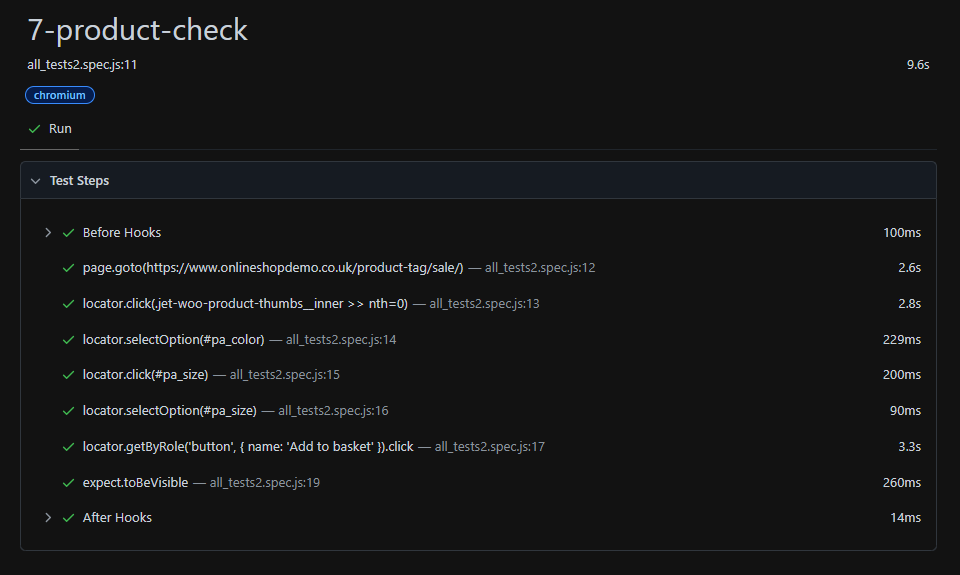 7-product-check
all_tests2.spec.js:11 9.6s
chromium
Run
Test Steps
Before Hooks 100ms
page.goto(https://www.onlineshopdemo.co.uk/product-tag/sale/) — all_tests2.spec.js:12 2.6s
locator.click(.jet-woo-product-thumbs__inner >> nth=0) — all_tests2.spec.js:13 2.8s
locator.selectOption(#pa_color) — all_tests2.spec.js:14 229ms
locator.click(#pa_size) — all_tests2.spec.js:15 200ms
locator.selectOption(#pa_size) — all_tests2.spec.js:16 90ms
locator.getByRole('button', { name: 'Add to basket' }).click — all_tests2.spec.js:17 3.3s
expect.toBeVisible — all_tests2.spec.js:19 260ms
After Hooks 14ms